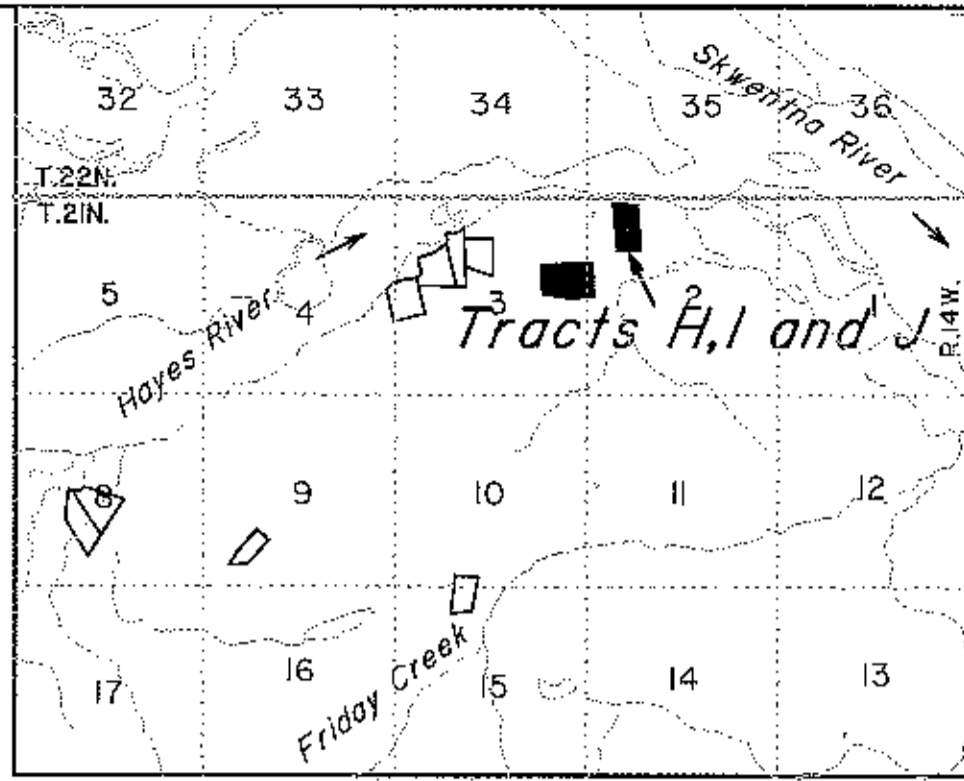 32 33 34 35 36
Skwentna River
T.22N.
T.21N.
5 4 3 2 1
Hayes River
Tracts H, I and J
R.14W.
8 9 10 11 12
17 16 15 14 13
Friday Creek